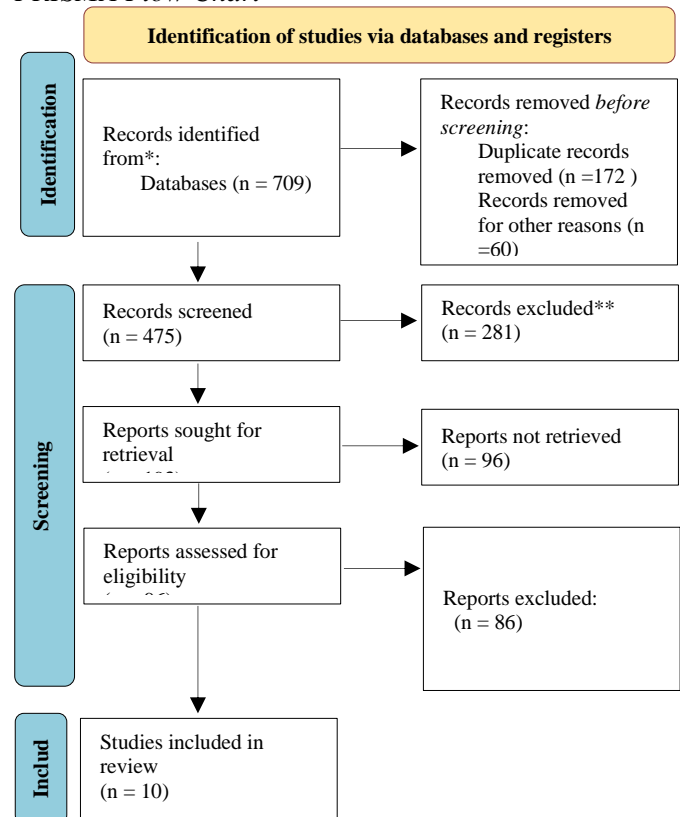 Flow Chart
Identification of studies via databases and registers
Identification
Records identified
from*:
Databases (n = 709)
Records removed before
screening:
Duplicate records
removed (n =172 )
Records removed
for other reasons (n
=60)
Screening
Records screened
(n = 475)
Records excluded**
(n = 281)
Reports sought for
retrieval
Reports not retrieved
(n = 96)
Reports assessed for
eligibility
Reports excluded:
(n = 86)
Includ
Studies included in
review
(n = 10)